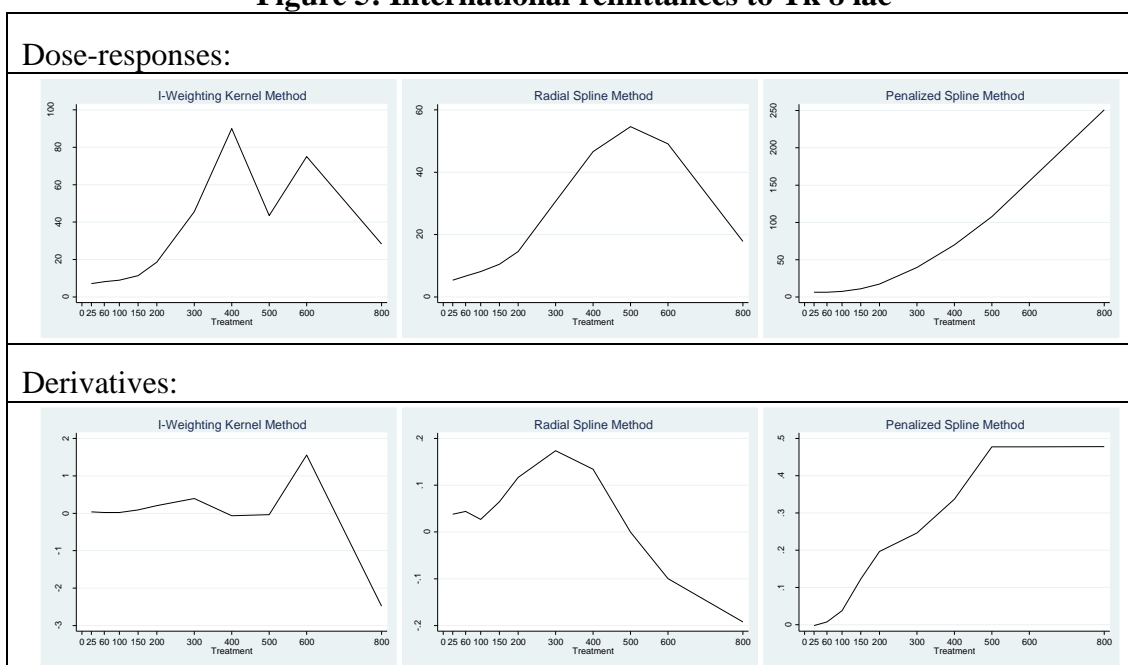 Figure 5: International remittances to Tk 8 lac
Dose-responses:
I-Weighting Kernel Method
100
80
60
40
20
0
0 25 60 100 150 200 300 400 500 600 800
Treatment
Radial Spline Method
60
40
20
0
0 25 60 100 150 200 300 400 500 600 800
Treatment
Penalized Spline Method
250
200
150
100
50
0
0 25 60 100 150 200 300 400 500 600 800
Treatment
Derivatives:
I-Weighting Kernel Method
2
1
0
-1
-2
-3
0 25 60 100 150 200 300 400 500 600 800
Treatment
Radial Spline Method
.2
.1
0
-.1
-.2
0 25 60 100 150 200 300 400 500 600 800
Treatment
Penalized Spline Method
.5
.4
.3
.2
.1
0
0 25 60 100 150 200 300 400 500 600 800
Treatment